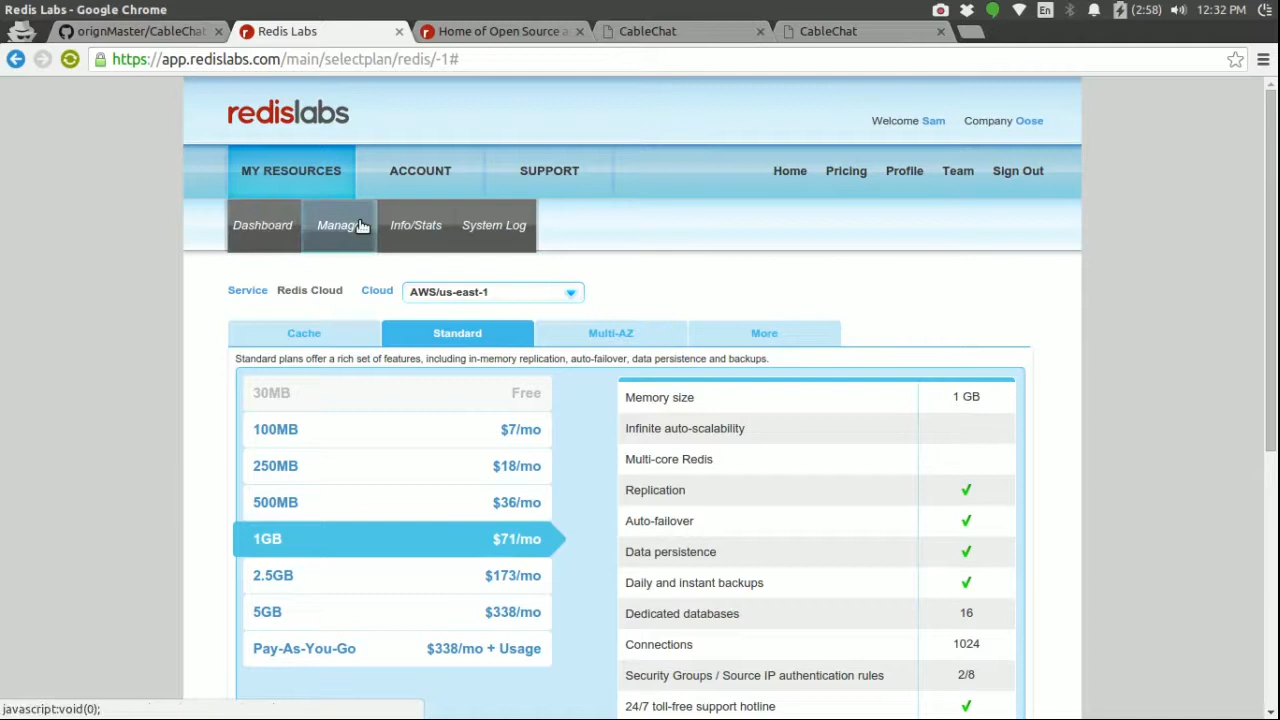 Redis Labs - Google Chrome
En
(2:58)
12:32 PM
orignMaster/CableChat
Redis Labs
Home of Open Source a
CableChat
CableChat
https://app.redislabs.com/main/selectplan/redis/-1#
redislabs
Welcome Sam Company Oose
MY RESOURCES ACCOUNT SUPPORT
Home Pricing Profile Team Sign Out
Dashboard Manag Info/Stats System Log
Service Redis Cloud Cloud AWS/us-east-1
Cache Standard Multi-AZ More
Standard plans offer a rich set of features, including in-memory replication, auto-failover, data persistence and backups.
30MB Free
100MB $7/mo
250MB $18/mo
500MB $36/mo
1GB $71/mo
2.5GB $173/mo
5GB $338/mo
Pay-As-You-Go $338/mo + Usage
Memory size 1 GB
Infinite auto-scalability
Multi-core Redis
Replication
Auto-failover
Data persistence
Daily and instant backups
Dedicated databases 16
Connections 1024
Security Groups / Source IP authentication rules 2/8
24/7 toll-free support hotline
javascript:void(0);